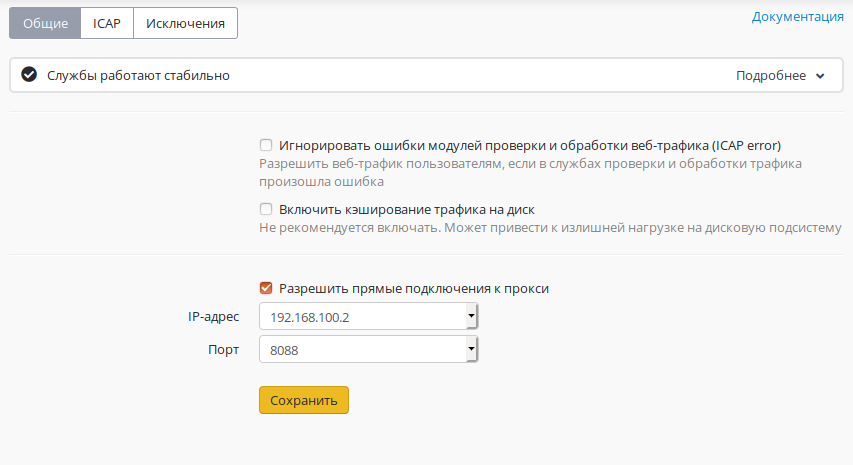 Общие ICAP Исключения Документация
Службы работают стабильно Подробнее
Игнорировать ошибки модулей проверки и обработки веб-трафика (ICAP error)
Разрешить веб-трафик пользователям, если в службах проверки и обработки трафика
произошла ошибка
Включить кэширование трафика на диск
Не рекомендуется включать. Может привести к излишней нагрузке на дисковую подсистему
Разрешить прямые подключения к прокси
IP-адрес 192.168.100.2
Порт 8088
Сохранить